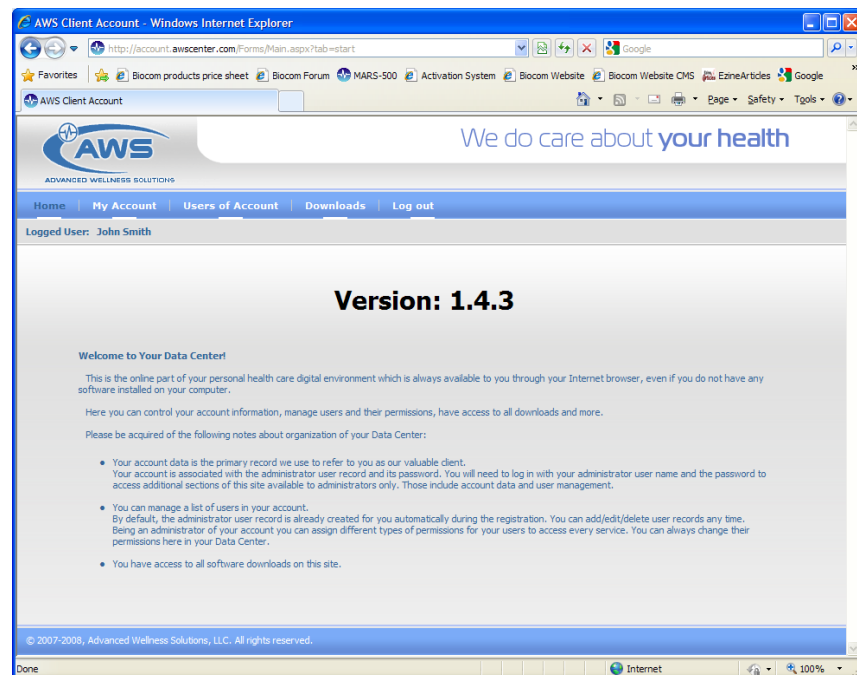 AWS Client Account - Windows Internet Explorer
http://account.awscenter.com/Forms/Main.aspx?tab=start
Google
Favorites Biocom products price sheet Biocom Forum MARS-500 Activation System Biocom Website Biocom Website CMS EzineArticles Google »
AWS Client Account Page Safety Tools
AWS
ADVANCED WELLNESS SOLUTIONS
We do care about your health
Home | My Account | Users of Account | Downloads | Log out
Logged User: John Smith
Version: 1.4.3
Welcome to Your Data Center!
This is the online part of your personal health care digital environment which is always available to you through your Internet browser, even if you do not have any
software installed on your computer.
Here you can control your account information, manage users and their permissions, have access to all downloads and more.
Please be acquired of the following notes about organization of your Data Center:
• Your account data is the primary record we use to refer to you as our valuable client.
Your account is associated with the administrator user record and its password. You will need to log in with your administrator user name and the password to
access additional sections of this site available to administrators only. Those include account data and user management.
• You can manage a list of users in your account.
By default, the administrator user record is already created for you automatically during the registration. You can add/edit/delete user records any time.
Being an administrator of your account you can assign different types of permissions for your users to access every service. You can always change their
permissions here in your Data Center.
• You have access to all software downloads on this site.
© 2007-2008, Advanced Wellness Solutions, LLC. All rights reserved.
Done Internet 100%